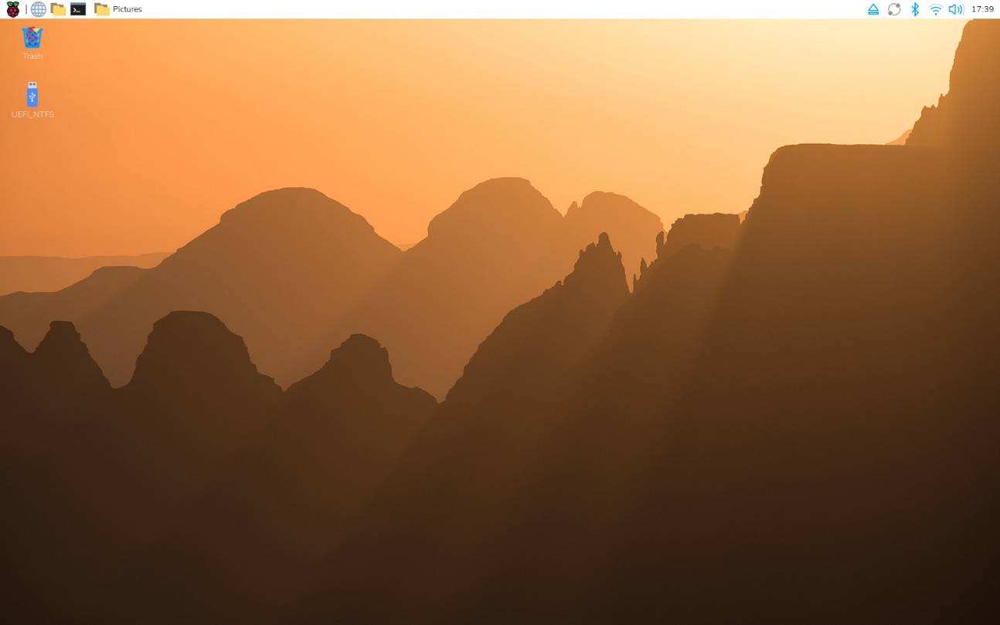 Pictures
17:39
Trash
UEFI_NTFS